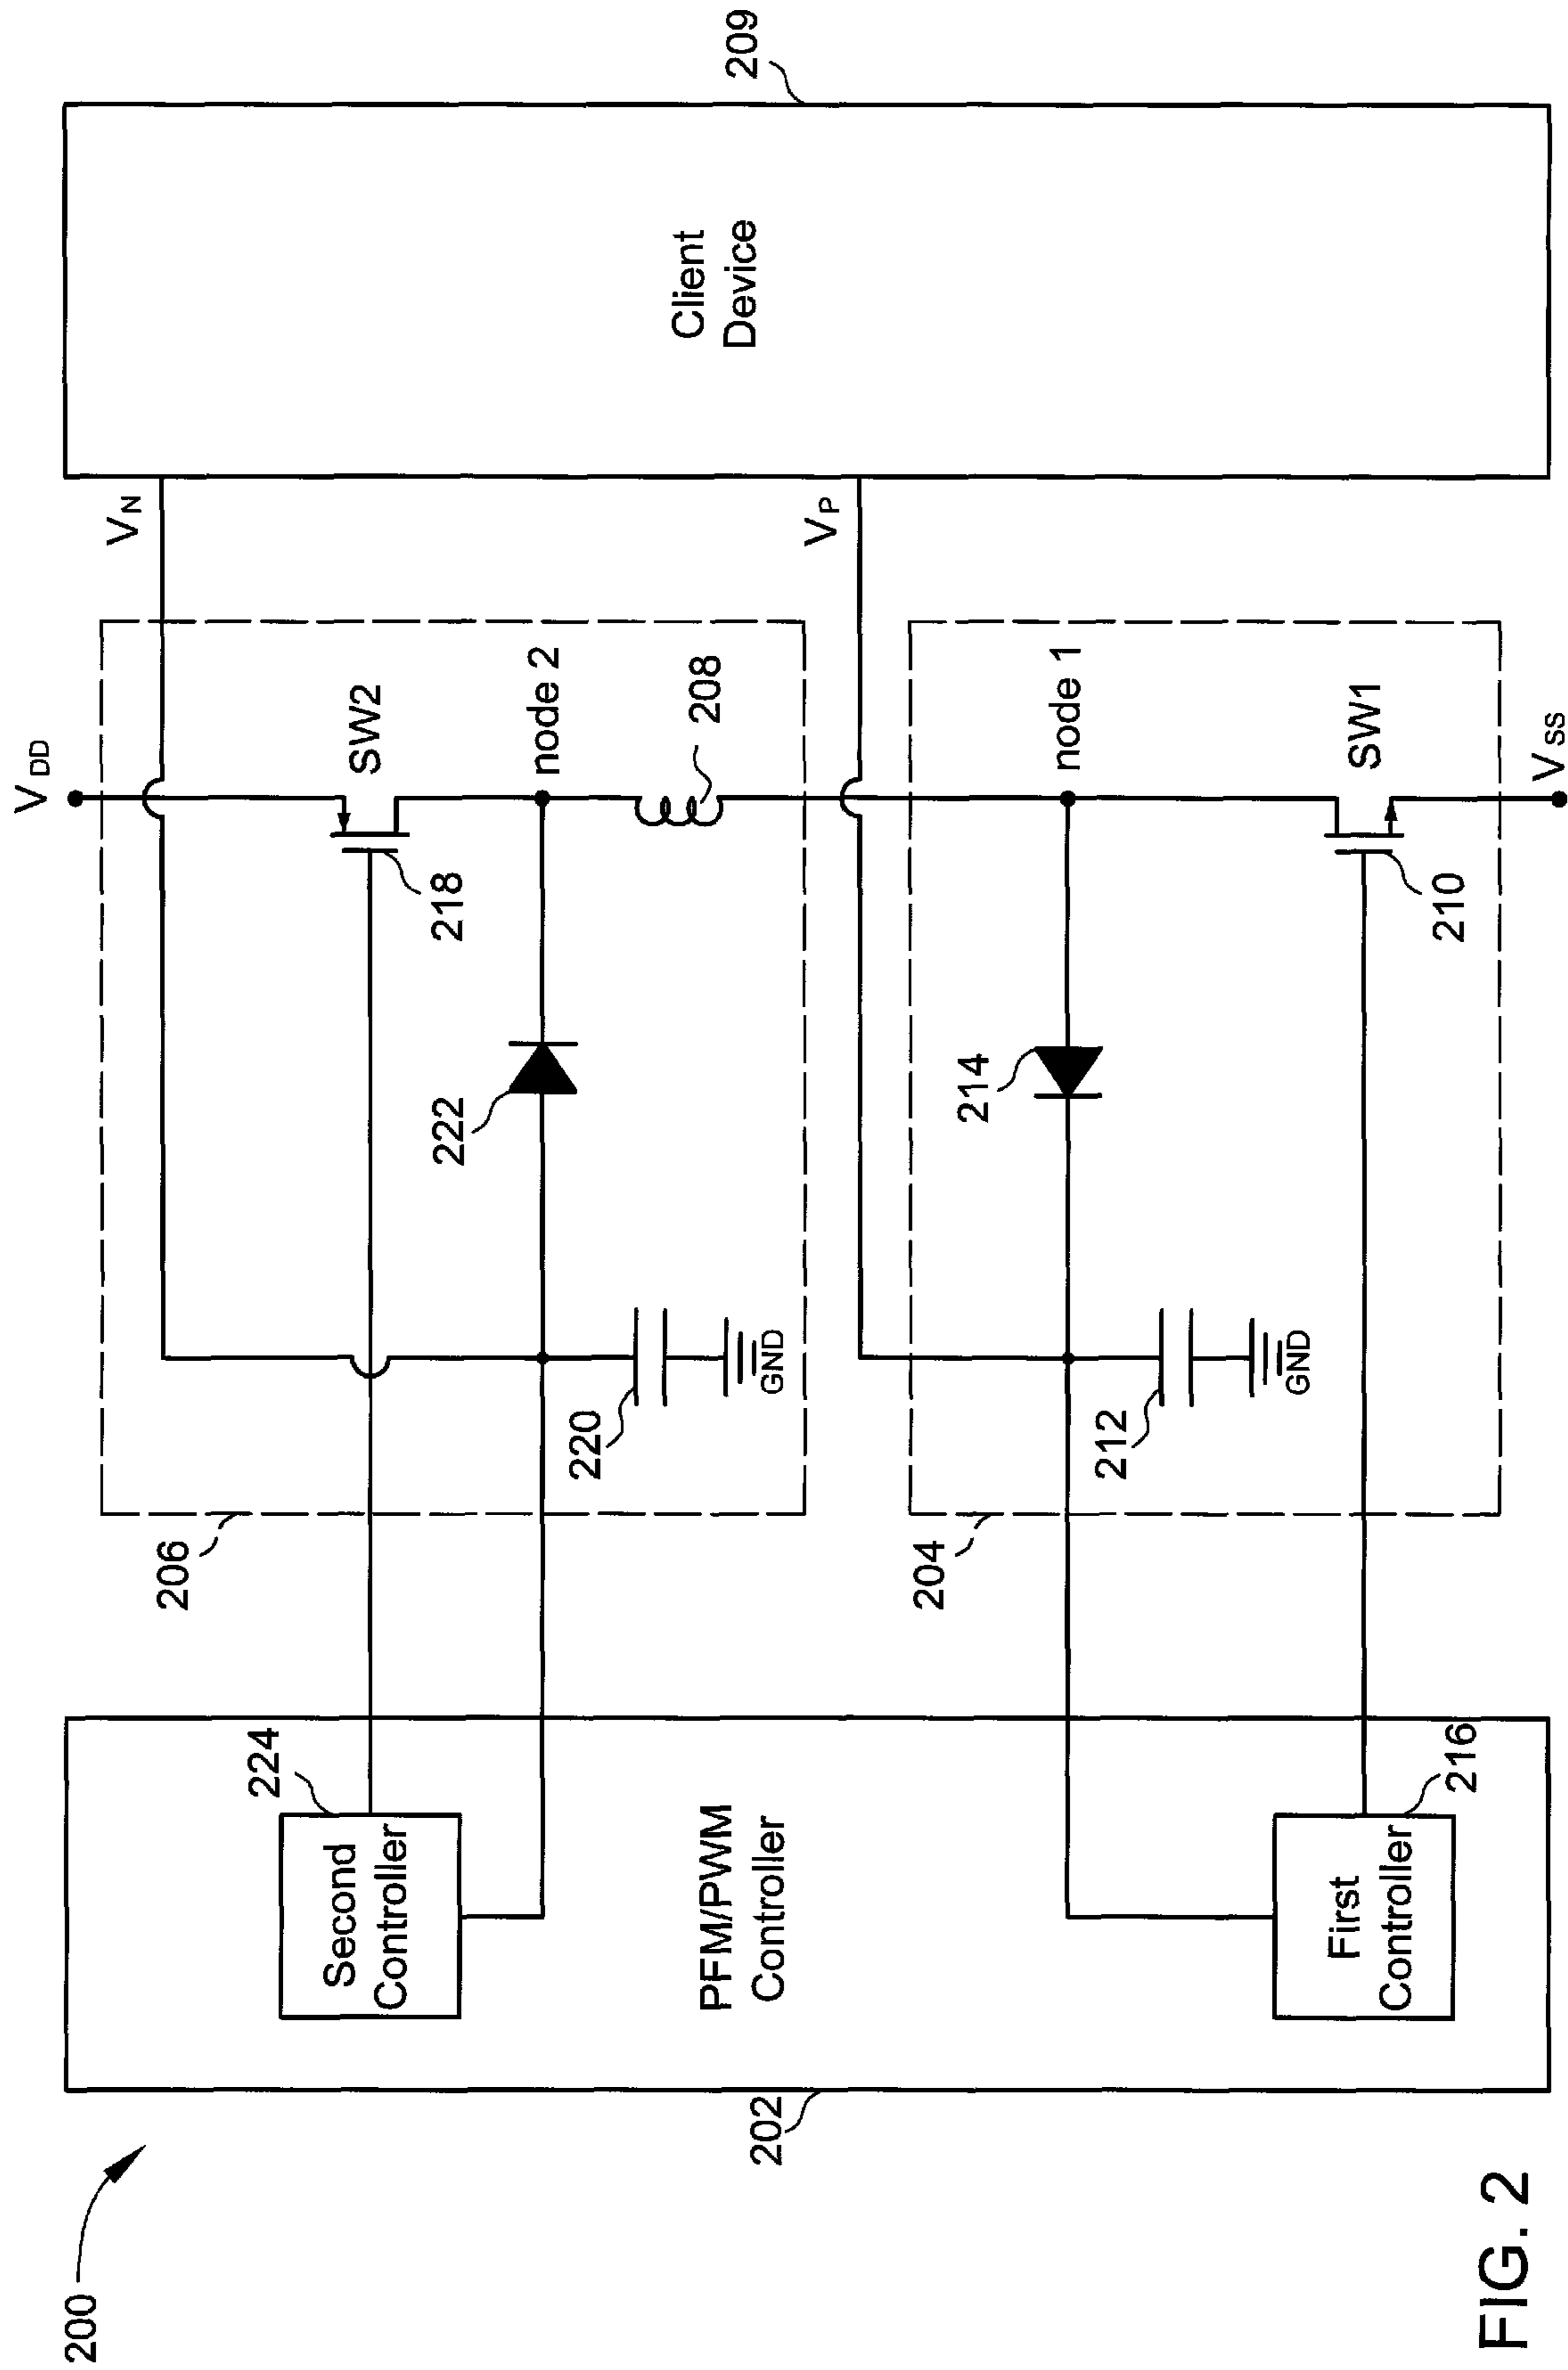 200
202
Second
Controller
224
PFM/PWM
Controller
First
Controller
216
206
220
GND
222
218
SW2
V DD
node 2
208
VN
204
212
GND
214
node 1
210
SW1
VSS
VP
Client
Device
209
FIG. 2